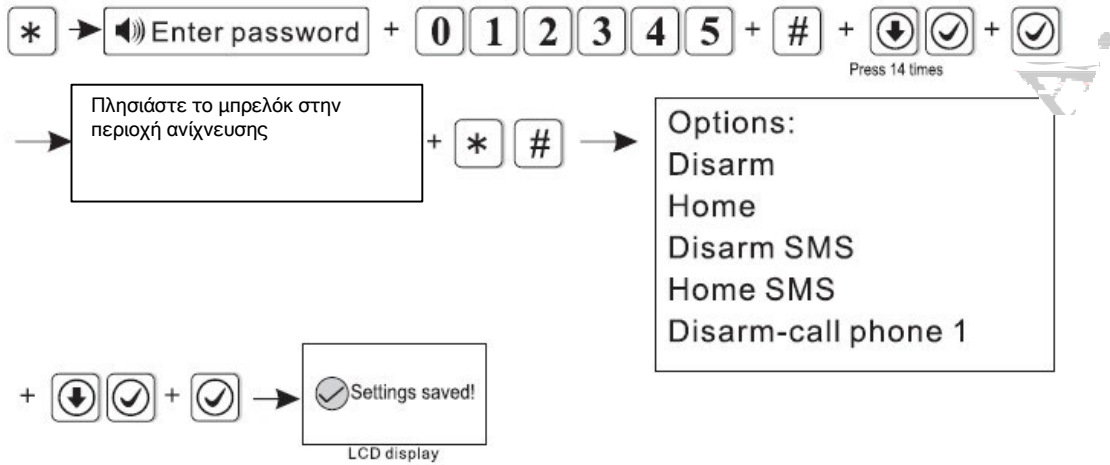 * Enter password + 0 1 2 3 4 5 + # + +
Press 14 times
Πλησιάστε το μπρελόκ στην
περιοχή ανίχνευσης
+ * #
Options:
Disarm
Home
Disarm SMS
Home SMS
Disarm-call phone 1
+ + Settings saved!
LCD display